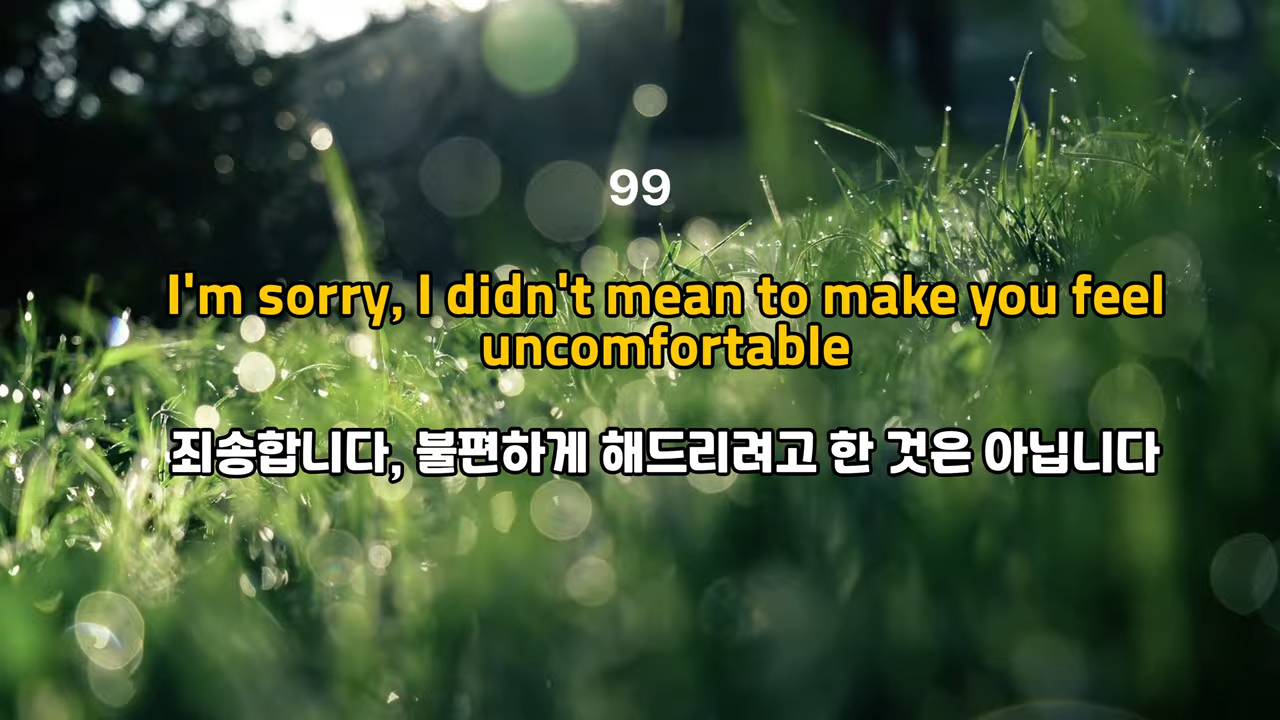 99
I'm sorry, I didn't mean to make you feel
uncomfortable
죄송합니다, 불편하게 해드리려고 한 것은 아닙니다